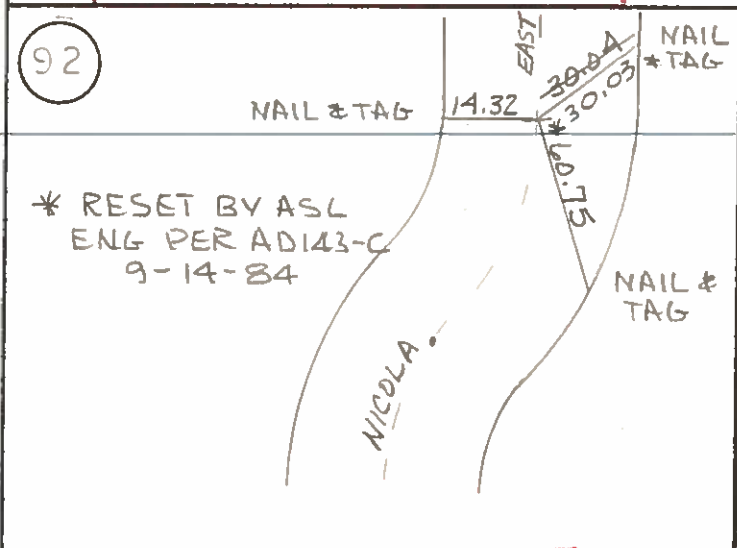 92
EAST
NAIL
& TAG
30.04
* 30.03
NAIL & TAG
14.32
* 60.75
* RESET BY ASL
ENG PER AD143-C
9-14-84
NAIL &
TAG
NICOLA